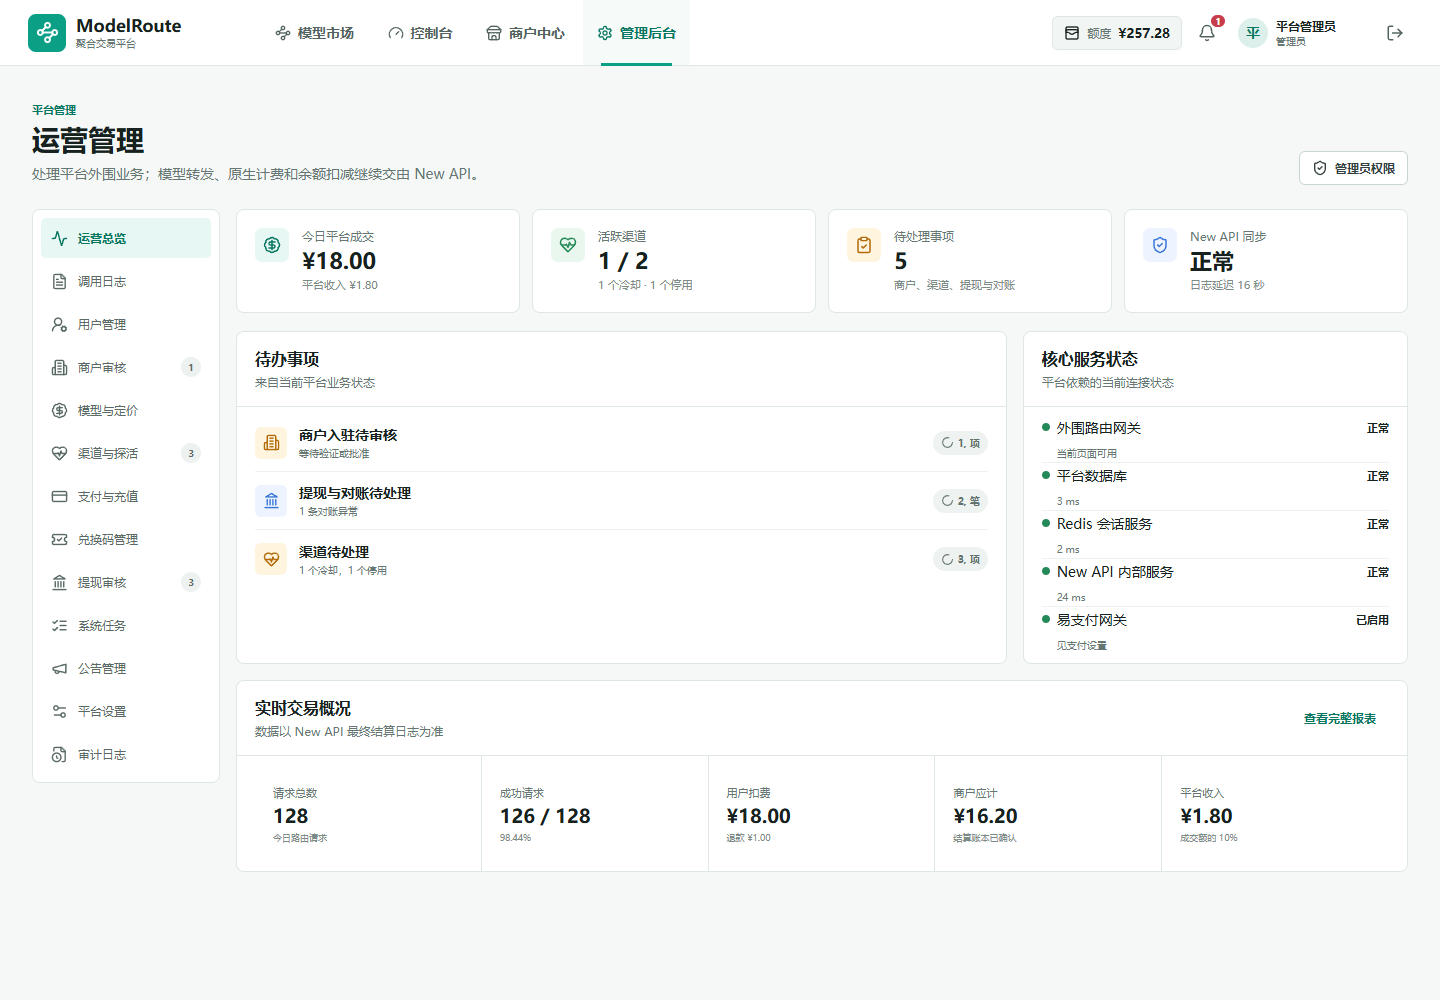 ModelRoute
聚合交易平台
模型市场
控制台
商户中心
管理后台
额度 ¥257.28
1
平
平台管理员
管理员
平台管理
运营管理
处理平台外围业务；模型转发、原生计费和余额扣减继续交由 New API。
管理员权限
运营总览
调用日志
用户管理
商户审核 1
模型与定价
渠道与探活 3
支付与充值
兑换码管理
提现审核 3
系统任务
公告管理
平台设置
审计日志
今日平台成交
¥18.00
平台收入 ¥1.80
活跃渠道
1 / 2
1 个冷却 · 1 个停用
待处理事项
5
商户、渠道、提现与对账
New API 同步
正常
日志延迟 16 秒
待办事项
来自当前平台业务状态
商户入驻待审核
等待验证或批准
1, 项
提现与对账待处理
1 条对账异常
2, 笔
渠道待处理
1 个冷却，1 个停用
3, 项
核心服务状态
平台依赖的当前连接状态
外围路由网关 正常
当前页面可用
平台数据库 正常
3 ms
Redis 会话服务 正常
2 ms
New API 内部服务 正常
24 ms
易支付网关 已启用
见支付设置
实时交易概况
数据以 New API 最终结算日志为准
查看完整报表
请求总数
128
今日路由请求
成功请求
126 / 128
98.44%
用户扣费
¥18.00
退款 ¥1.00
商户应计
¥16.20
结算账本已确认
平台收入
¥1.80
成交额的 10%